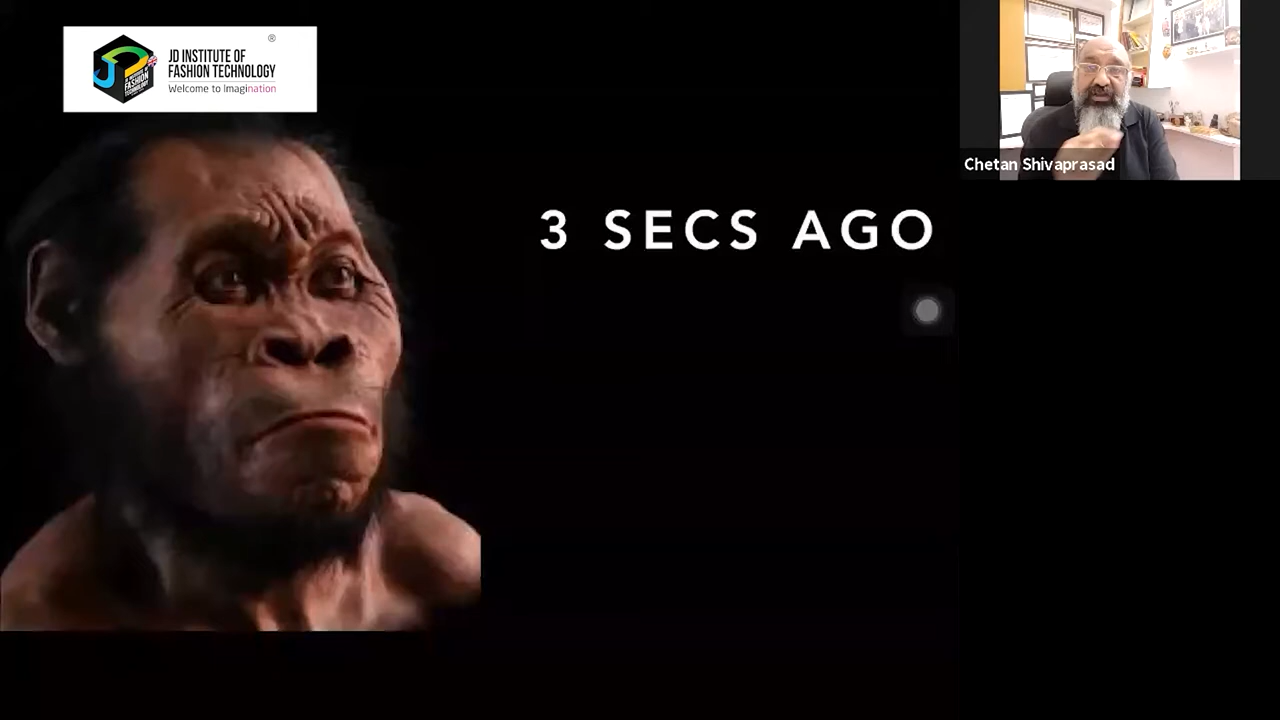 JD INSTITUTE OF
FASHION TECHNOLOGY
®
Welcome to Imagination
3 SECS AGO
Chetan Shivaprasad